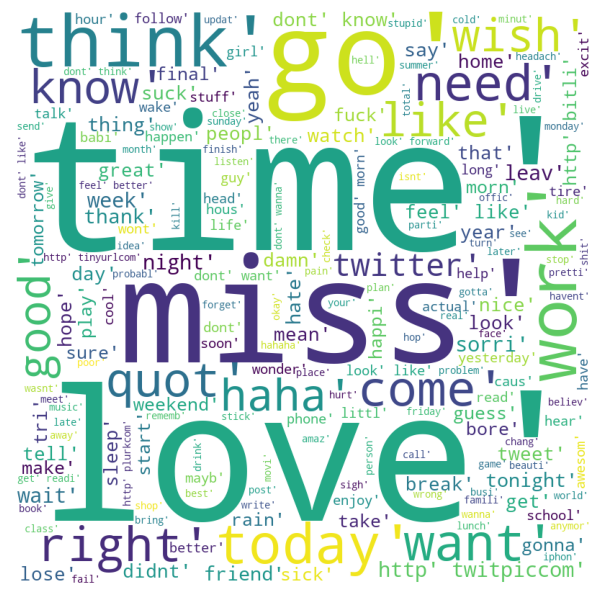 hour'
follow'
updat'
stupid'
cold'
minut'
dont' know'
girl'
say'
home'
headach'
excit'
think'
go'
wish'
dont' think'
final'
hell'
summer'
know'
suck'
stuff'
yeah'
need'
drive'
bitli'
http'
talk'
wake'
close'
fuck'
like'
total'
live'
send'
thing'
sunday'
peopl'
there'
look' forward'
monday'
babi'
happen'
show'
watch'
that'
dont' like'
month'
finish'
time'
isnt'
long'
leav'
great'
listen'
good' morn'
morn'
hard'
feel' better'
guy'
feel' like'
offic'
tire'
tomorrow'
give'
week'
head'
kill'
dont' wanna'
kid'
thank'
hous'
parti'
year'
see'
wont'
life'
turn'
work'
idea'
check'
later'
http' tinyurlcom'
night'
damn'
twitter'
stop'
shit'
day'
probabl'
dont' want'
pain'
help'
pretti'
good'
play'
cool'
forget'
your'
plan'
gotta'
havent'
hope'
miss'
okay'
hate'
actual'
nice'
real'
look'
face'
soon'
dont'
hahaha'
mean'
happi'
hop'
sorri'
have'
sure'
poor'
wonder'
place'
yesterday'
wasnt'
quot'
haha'
come'
look' like'
problem'
caus'
meet'
hurt'
read'
believ'
tri'
music'
weekend'
littl'
guess'
late'
stick'
friday'
bore'
hear'
tell'
away'
rememb'
phone'
amaz'
tweet'
chang'
love'
make'
sleep'
start'
person'
call'
game'
beauti'
awesom'
get' readi'
http' plurkcom'
drink'
movi'
break'
tonight'
wait'
mayb'
sigh'
wrong'
busi'
world'
book'
shop'
best'
post'
enjoy'
get'
famili'
bring'
write'
take'
wanna'
school'
class'
rain'
lunch'
anymor'
right'
better'
today'
want'
gonna'
iphon'
lose'
fail'
didnt'
friend'
sick'
http' twitpiccom'